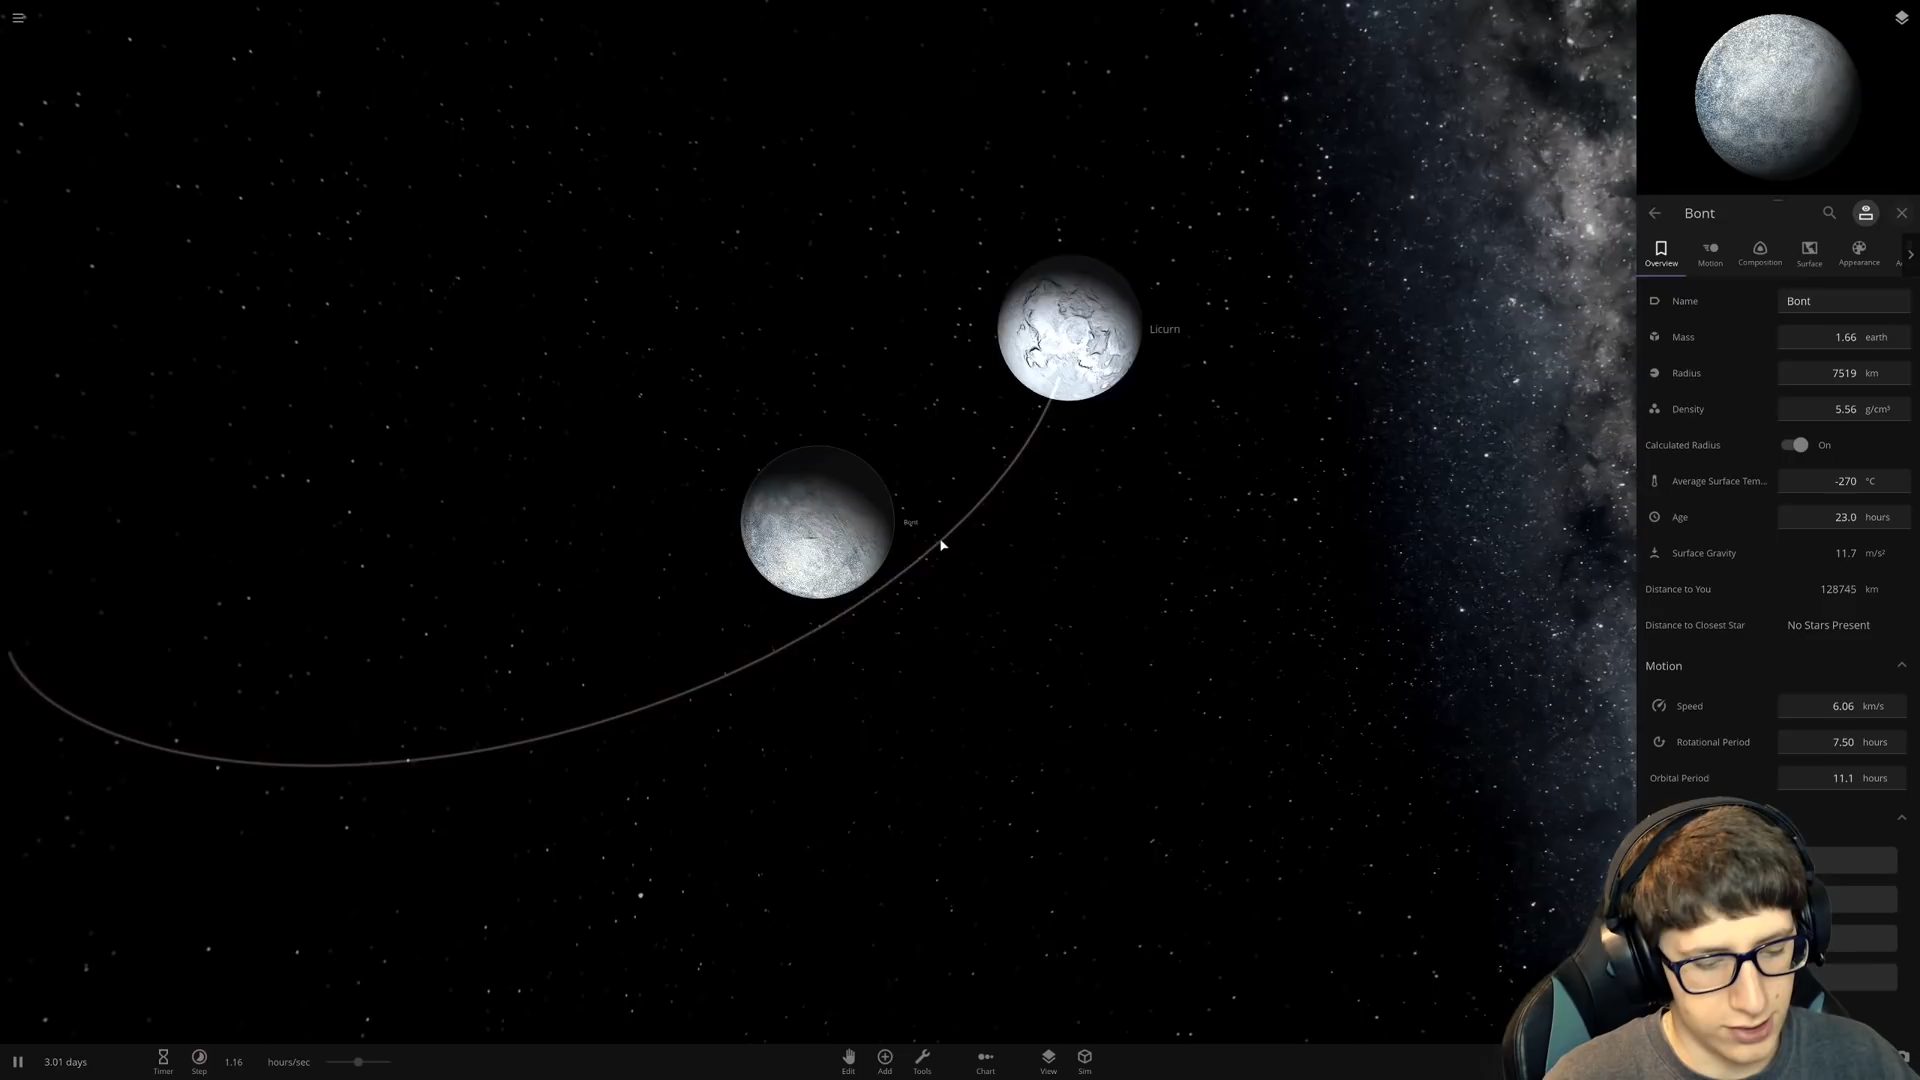 Bont
Overview
Motion
Composition
Surface
Appearance
Name Bont
Mass 1.66 earth
Radius 7519 km
Density 5.56 g/cm³
Calculated Radius On
Average Surface Tem... -270 °C
Age 23.0 hours
Surface Gravity 11.7 m/s²
Distance to You 128745 km
Distance to Closest Star No Stars Present
Motion
Speed 6.06 km/s
Rotational Period 7.50 hours
Orbital Period 11.1 hours
Licurn
Bont
3.01 days
Timer
Step
1.16 hours/sec
Edit
Add
Tools
Chart
View
Sim